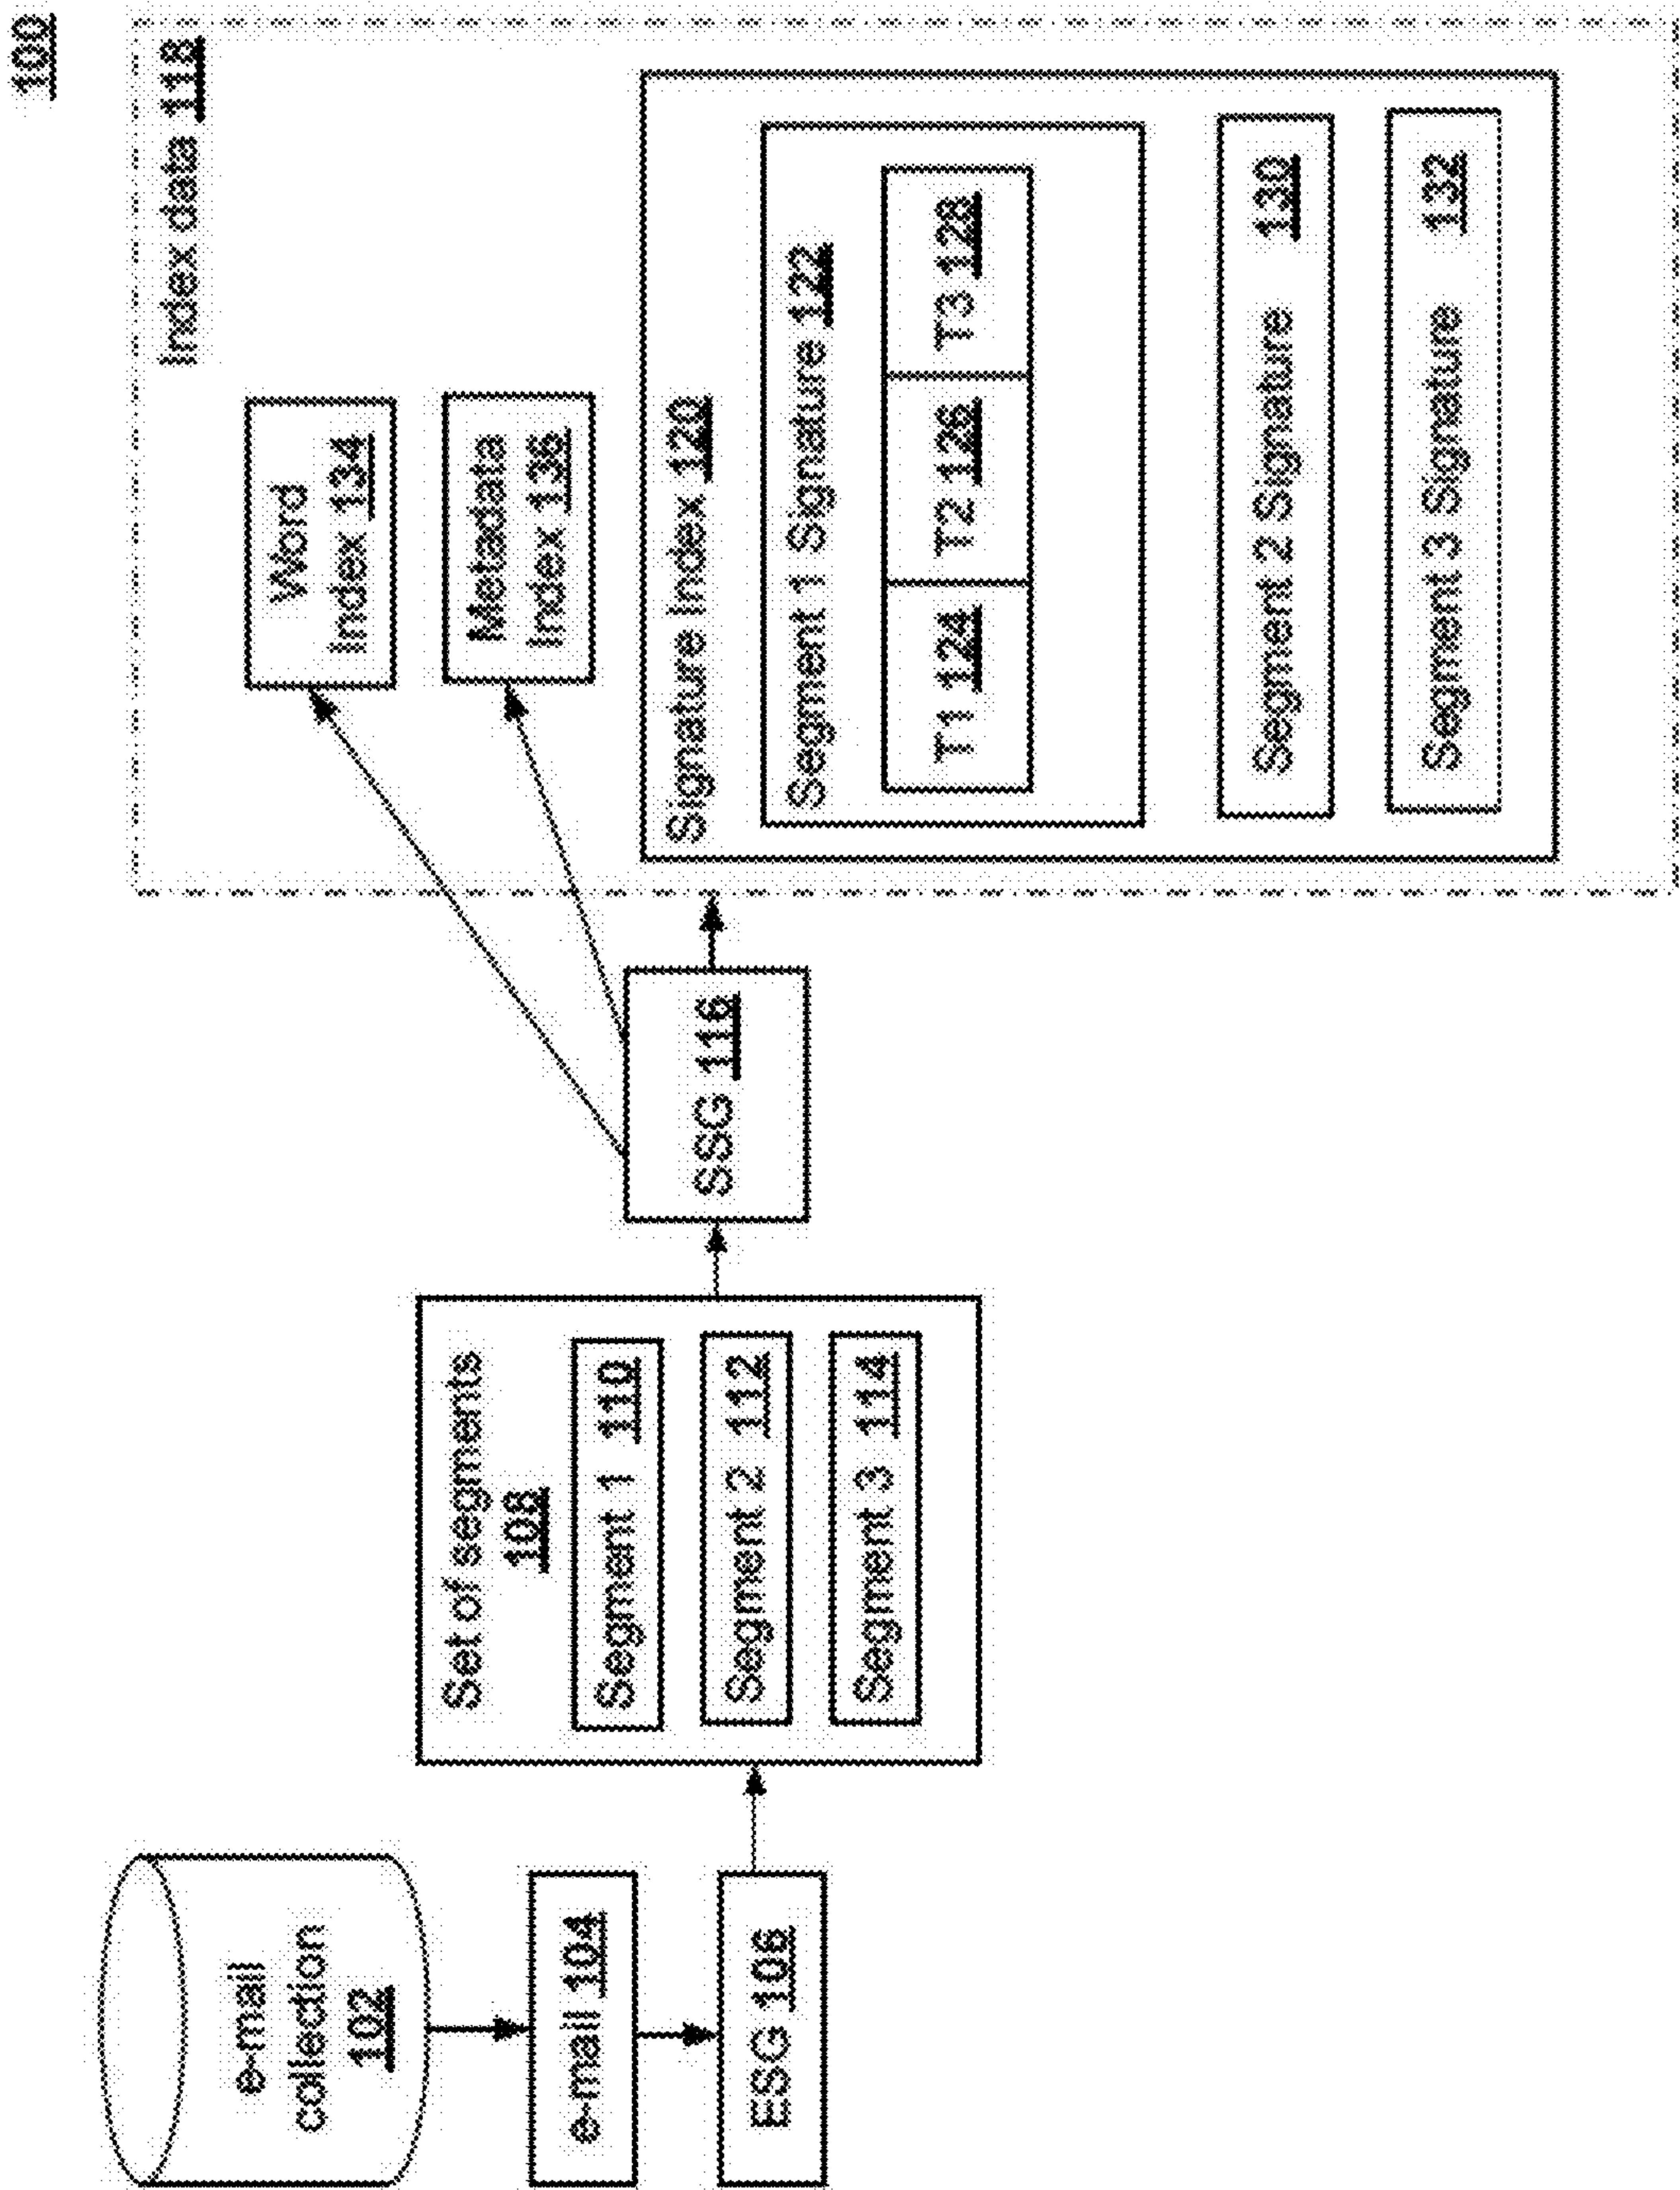 100
e-mail
collection
102
e-mail 104
ESG 106
Set of segments
108
Segment 1 110
Segment 2 112
Segment 3 114
SSG 116
Index data 118
Word
Index 134
Metadata
Index 136
Signature Index 120
Segment 1 Signature 122
T1 124 T2 126 T3 128
Segment 2 Signature 130
Segment 3 Signature 132